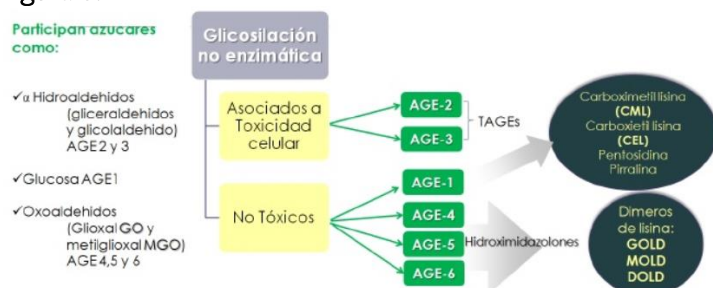 Participan azucares
como:
✓α Hidroaldehidos
(gliceraldehidos
y glicolaldehido)
AGE2 y 3
✓Glucosa AGE1
✓Oxoaldehidos
(Glioxal GO y
metilglioxal MGO)
AGE4,5 y 6
Glicosilación
no enzimática
Asociados a
Toxicidad
celular
No Tóxicos
AGE-2
AGE-3
TAGEs
AGE-1
AGE-4
AGE-5
AGE-6
Hidroximidazolones
Carboximetil lisina
(CML)
Carboxietil lisina
(CEL)
Pentosidina
Pirralina
Dimeros
de lisina:
GOLD
MOLD
DOLD